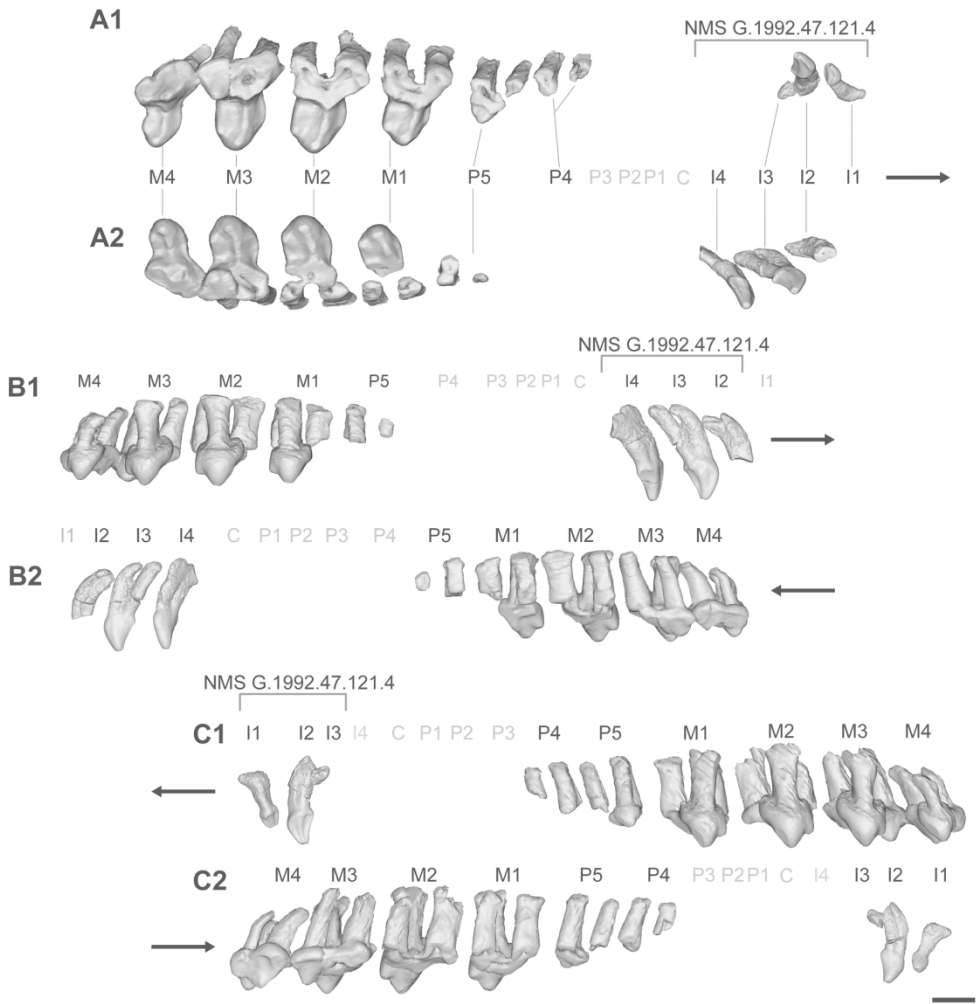 A1
NMS G.1992.47.121.4
M4 M3 M2 M1 P5 P4 P3 P2 P1 C I4 I3 I2 I1
A2
NMS G.1992.47.121.4
B1
M4 M3 M2 M1 P5 P4 P3 P2 P1 C I4 I3 I2 I1
I1 I2 I3 I4 C P1 P2 P3 P4 P5 M1 M2 M3 M4
B2
NMS G.1992.47.121.4
C1 I1 I2 I3 I4 C P1 P2 P3 P4 P5 M1 M2 M3 M4
C2 M4 M3 M2 M1 P5 P4 P3 P2 P1 C I4 I3 I2 I1